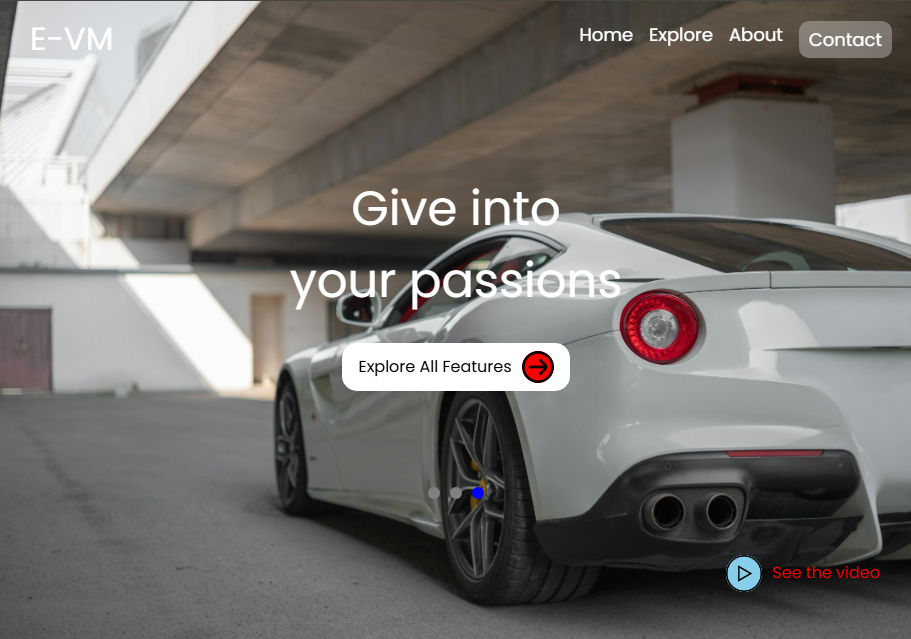 E-VM
Home Explore About Contact
Give into
your passions
Explore All Features
See the video